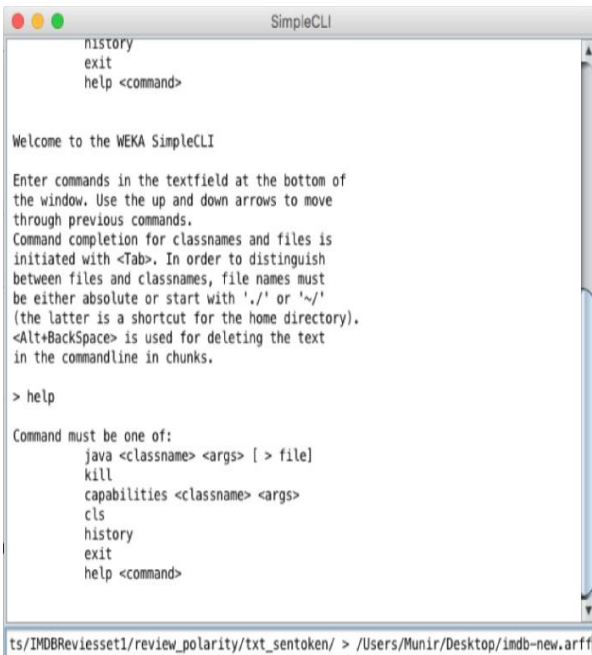 SimpleCLI
history
exit
help <command>
Welcome to the WEKA SimpleCLI
Enter commands in the textfield at the bottom of
the window. Use the up and down arrows to move
through previous commands.
Command completion for classnames and files is
initiated with <Tab>. In order to distinguish
between files and classnames, file names must
be either absolute or start with './' or '~/'
(the latter is a shortcut for the home directory).
<Alt+BackSpace> is used for deleting the text
in the commandline in chunks.
> help
Command must be one of:
java <classname> <args> [ > file]
kill
capabilities <classname> <args>
cls
history
exit
help <command>
ts/IMDBReviesset1/review_polarity/txt_sentoken/ > /Users/Munir/Desktop/imdb-new.arff